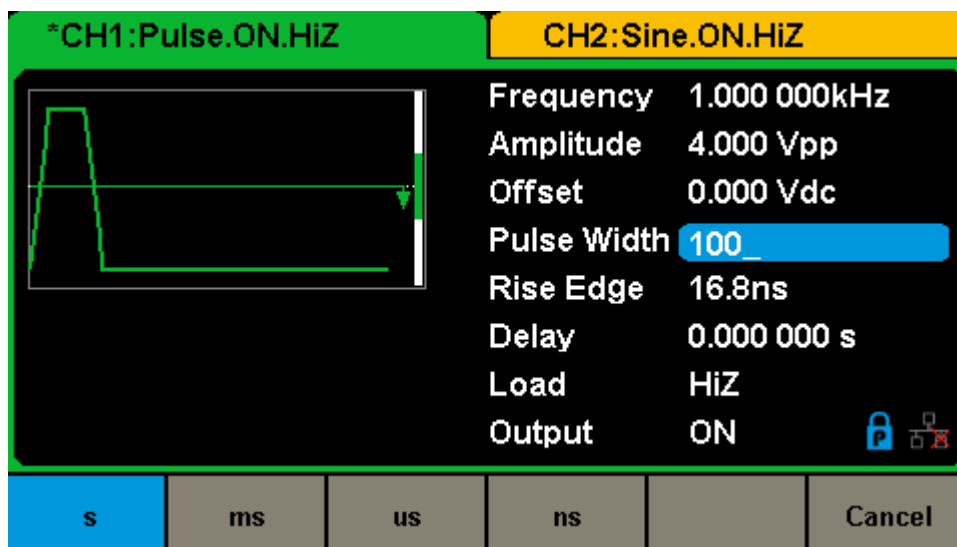 *CH1:Pulse.ON.HiZ
CH2:Sine.ON.HiZ
Frequency 1.000 000kHz
Amplitude 4.000 Vpp
Offset 0.000 Vdc
Pulse Width 100_
Rise Edge 16.8ns
Delay 0.000 000 s
Load HiZ
Output ON
P
s ms us ns Cancel